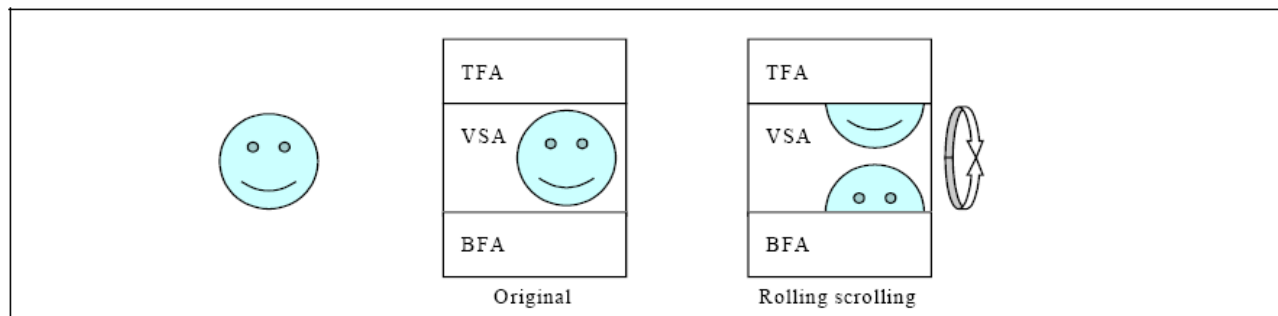 TFA
VSA
BFA
Original
TFA
VSA
BFA
Rolling scrolling